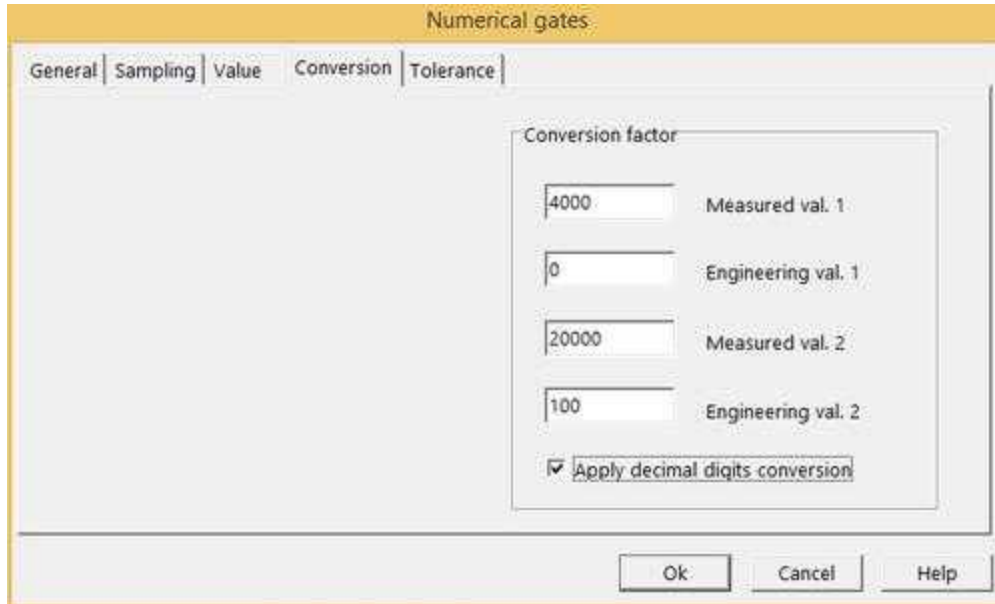 Numerical gates
General Sampling Value Conversion Tolerance
Conversion factor
4000 Measured val. 1
0 Engineering val. 1
20000 Measured val. 2
100 Engineering val. 2
Apply decimal digits conversion
Ok Cancel Help